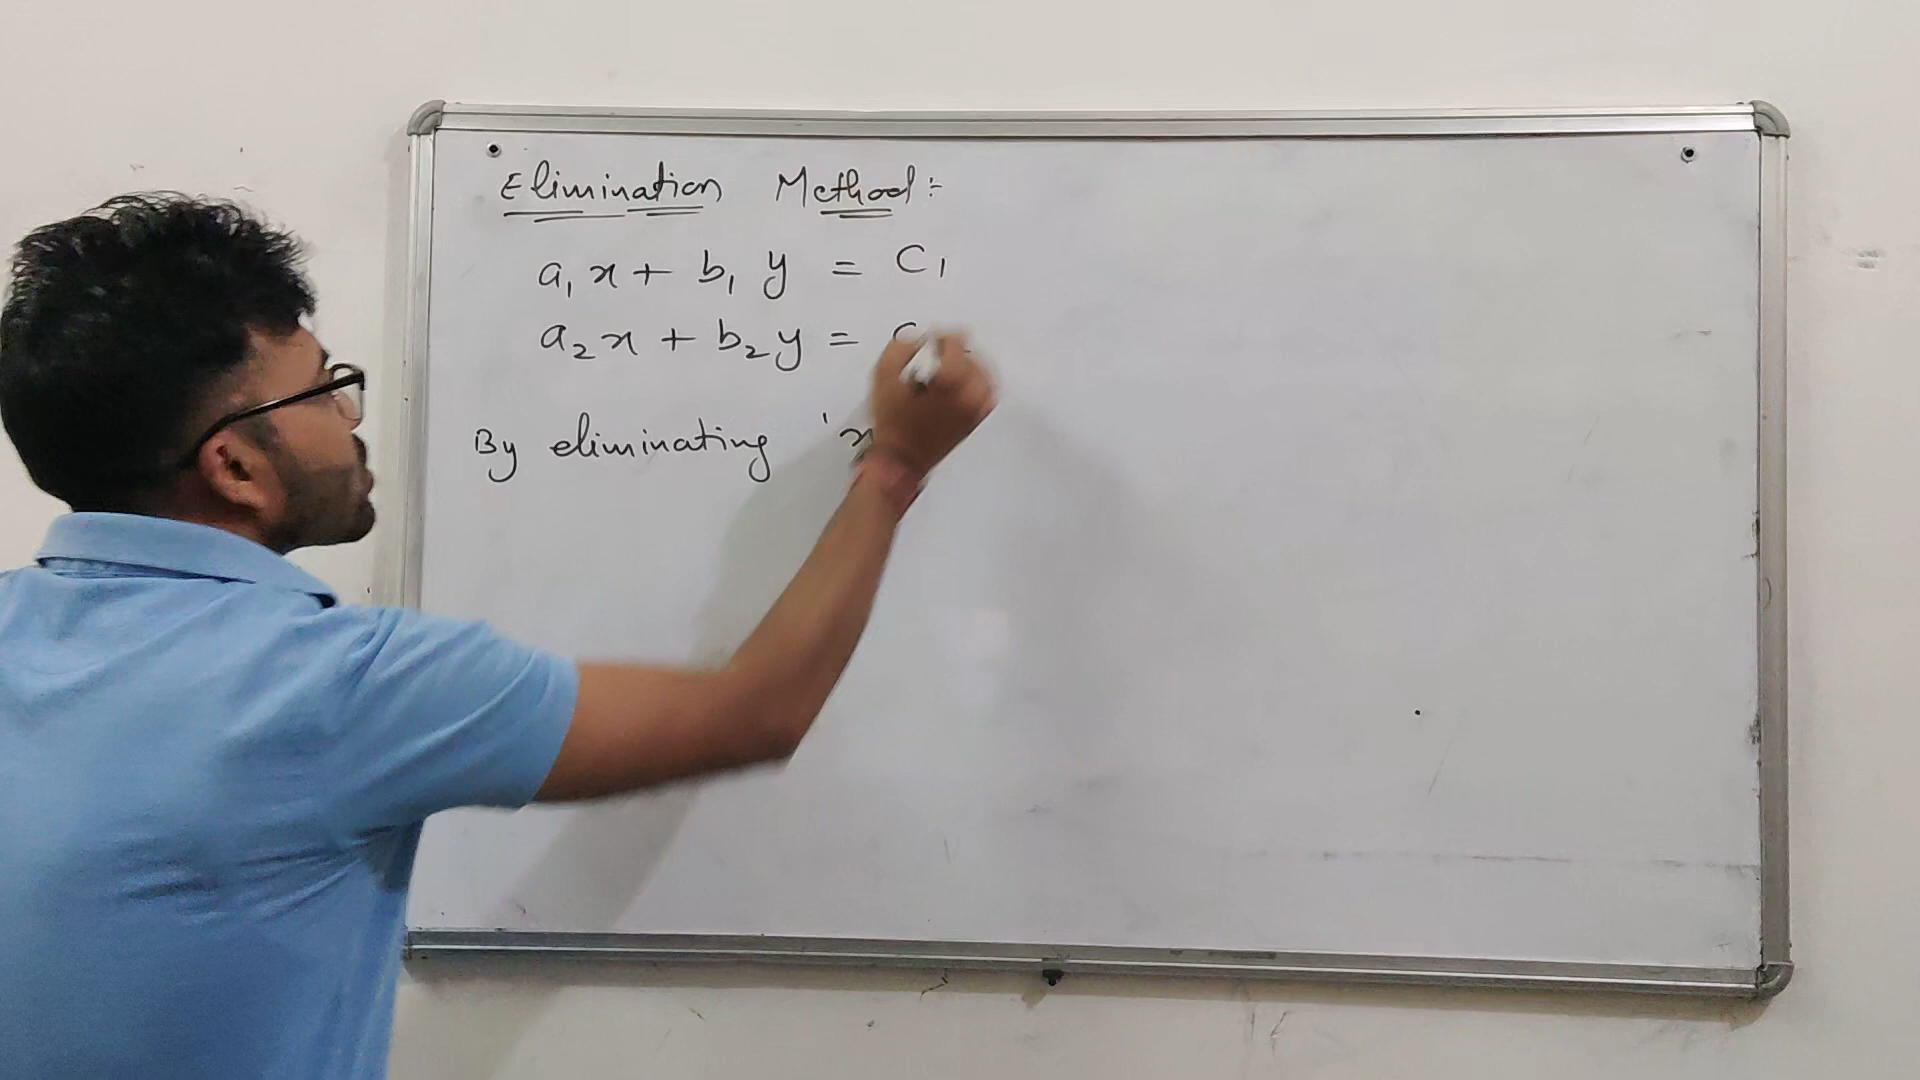 Elimination Method :-
a₁x + b₁y = C₁
a₂x + b₂y = C
By eliminating 'x